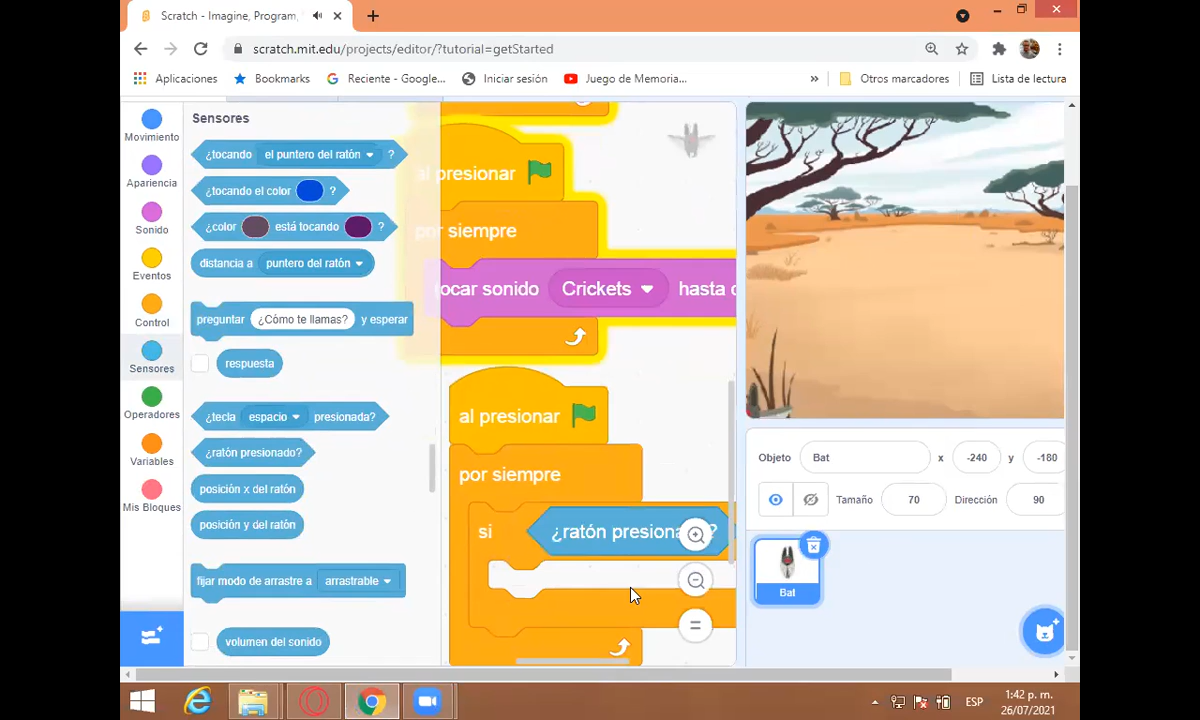 Scratch - Imagine, Program,
scratch.mit.edu/projects/editor/?tutorial=getStarted
Aplicaciones
Bookmarks
Reciente - Google...
Iniciar sesión
Juego de Memoria...
»
Otros marcadores
Lista de lectura
Movimiento
Apariencia
Sonido
Eventos
Control
Sensores
Operadores
Variables
Mis Bloques
Sensores
¿tocando el puntero del ratón ?
¿tocando el color ?
¿color está tocando ?
distancia a puntero del ratón
preguntar ¿Cómo te llamas? y esperar
respuesta
¿tecla espacio presionada?
¿ratón presionado?
posición x del ratón
posición y del ratón
fijar modo de arrastre a arrastrable
volumen del sonido
al presionar
por siempre
tocar sonido Crickets hasta
al presionar
por siempre
si ¿ratón presiona ?
Objeto Bat x -240 y -180
Tamaño 70 Dirección 90
Bat
ESP
1:42 p. m.
26/07/2021